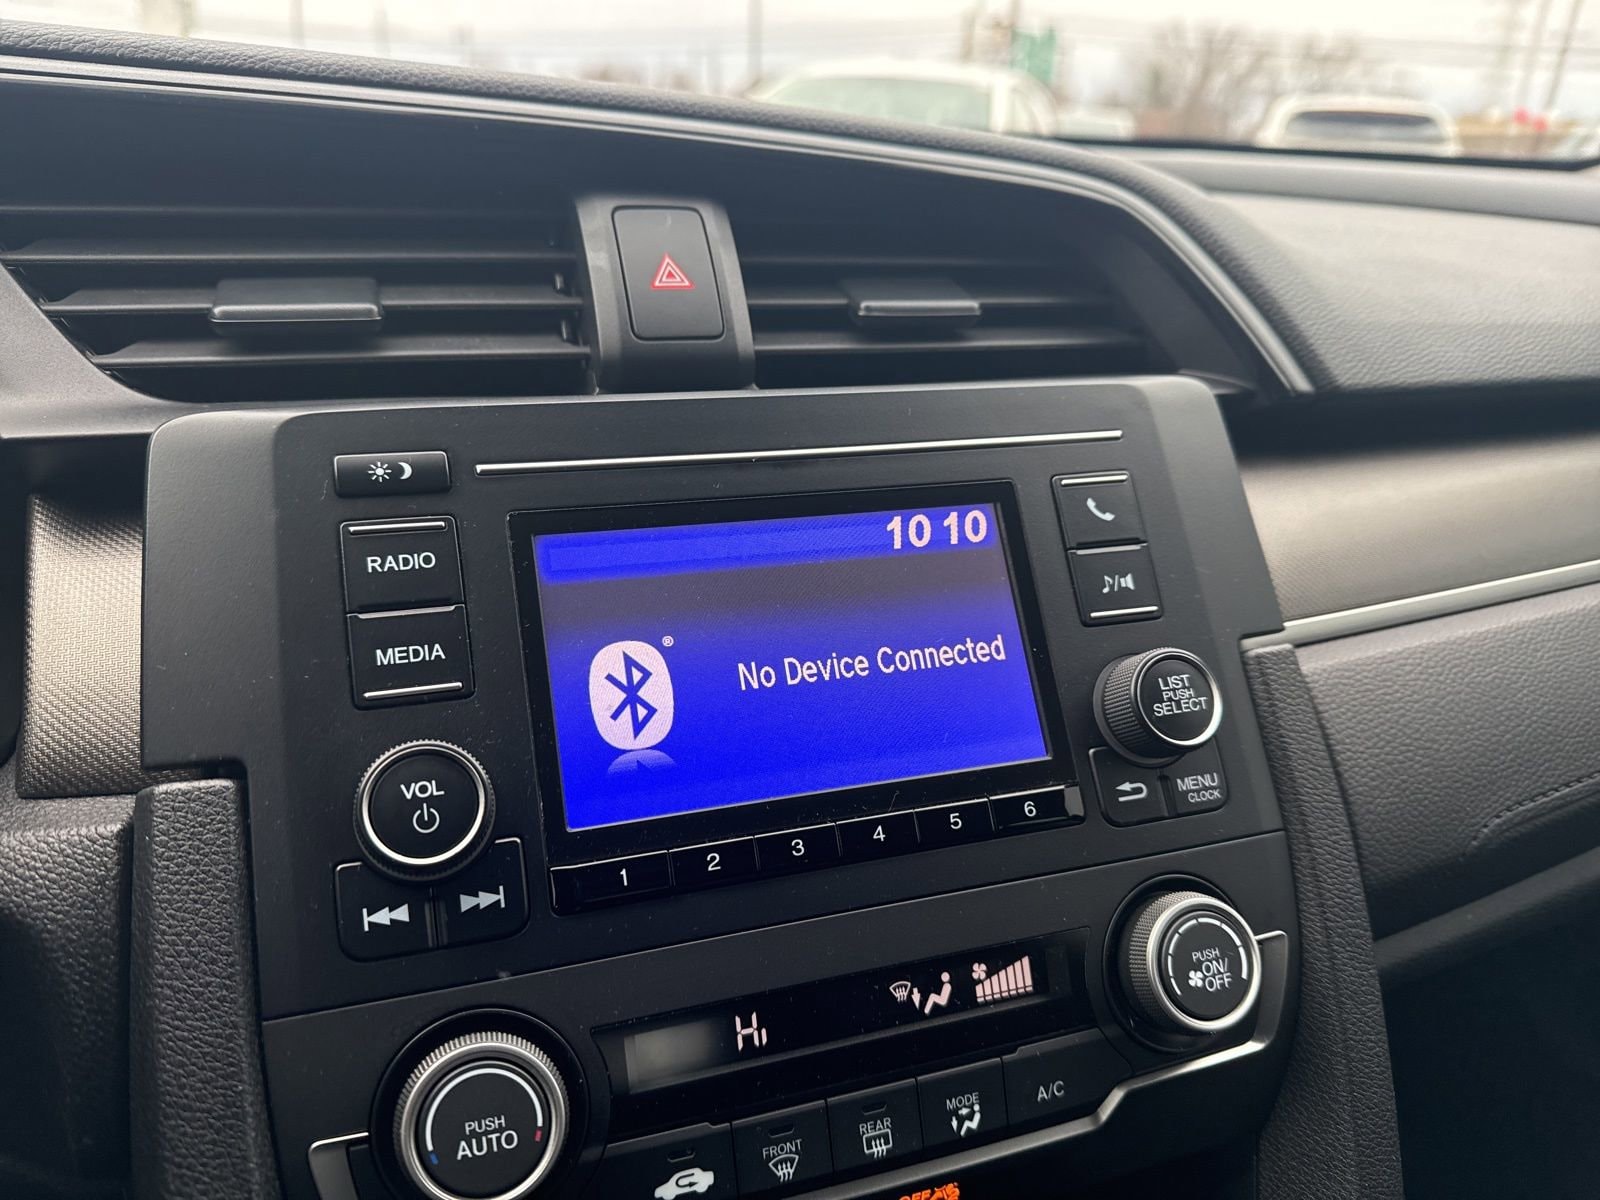 10 10
RADIO
MEDIA
®
No Device Connected
LIST
PUSH
SELECT
VOL
MENU
CLOCK
1 2 3 4 5 6
PUSH
ON/
OFF
Hi
PUSH
AUTO
FRONT
REAR
MODE
A/C
OFF